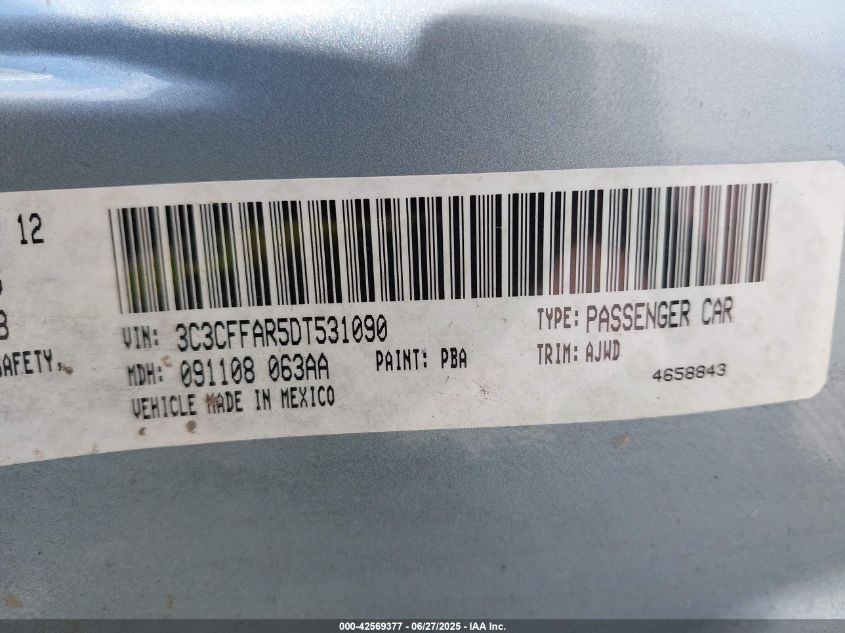 12
SAFETY,
VIN: 3C3CFFAR5DT531090
TYPE: PASSENGER CAR
MDH: 091108 063AA
PAINT: PBA
TRIM: AJWD
4658843
VEHICLE MADE IN MEXICO
000-42569377 - 06/27/2025 - IAA Inc.